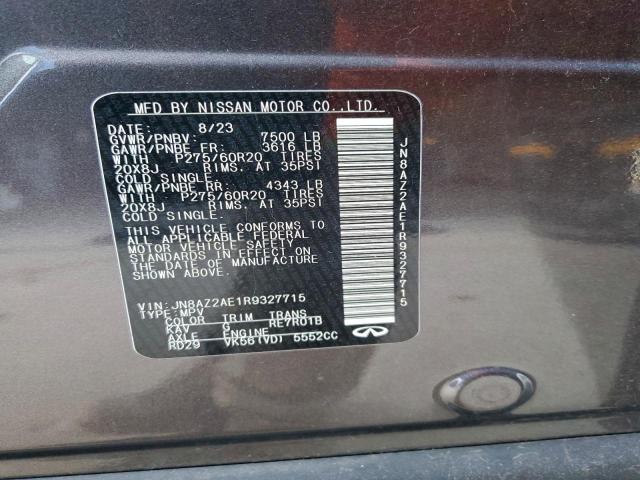 MFD BY NISSAN MOTOR CO.,LTD.
DATE: 8/23
GVWR/PNBV: 7500 LB
GAWR/PNBE FR: 3616 LB
WITH P275/60R20 TIRES
20X8J RIMS. AT 35PSI
COLD SINGLE.
GAWR/PNBE RR: 4343 LB
WITH P275/60R20 TIRES
20X8J RIMS. AT 35PSI
COLD SINGLE.
THIS VEHICLE CONFORMS TO
ALL APPLICABLE FEDERAL
MOTOR VEHICLE SAFETY
STANDARDS IN EFFECT ON
THE DATE OF MANUFACTURE
SHOWN ABOVE.
VIN:JN8AZ2AE1R9327715
TYPE:MPV
COLOR TRIM TRANS
KAV G RE7R01B
AXLE ENGINE
RD29 VK56(VD) 5552CC
JN8AZ2AE1R9327715